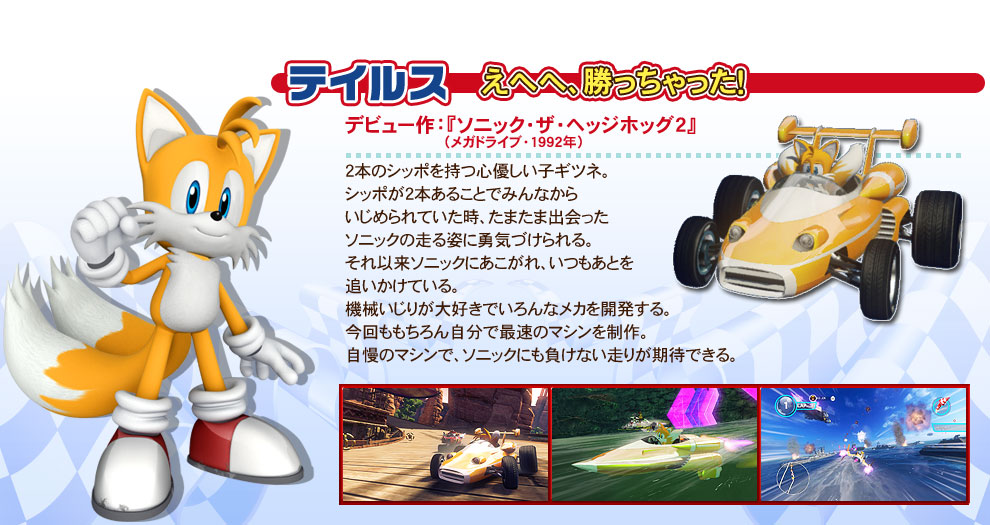 テイルス えへへ、勝っちゃった!
デビュー作:『ソニック・ザ・ヘッジホッグ2』
(メガドライブ・1992年)
2本のシッポを持つ心優しい子ギツネ。
シッポが2本あることでみんなから
いじめられていた時、たまたま出会った
ソニックの走る姿に勇気づけられる。
それ以来ソニックにあこがれ、いつもあとを
追いかけている。
機械いじりが大好きでいろんなメカを開発する。
今回ももちろん自分で最速のマシンを制作。
自慢のマシンで、ソニックにも負けない走りが期待できる。
1